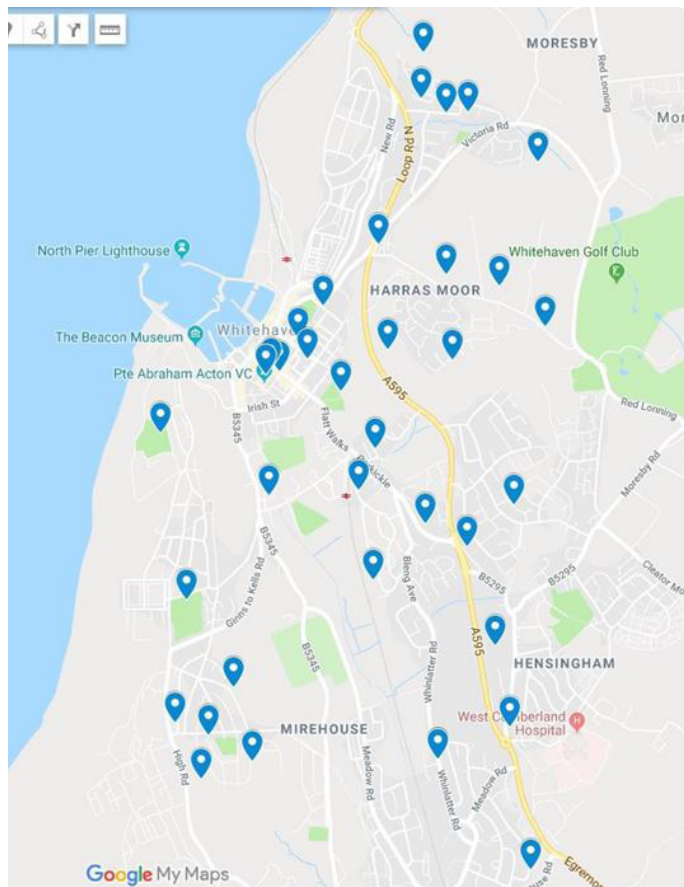 MORESBY
Red Lonning
Mor
New Rd
N Rd
Loop Rd
Victoria Rd
North Pier Lighthouse
Whitehaven Golf Club
HARRAS MOOR
The Beacon Museum
Whitehaven
Pte Abraham Acton VC
A595
Irish St
B5345
Flatt Walks
Red Lonning
Moresby Rd
B5345
Bleng Ave
B5295
B5295
Cleator Mo
Ginns to Kells Rd
B5345
A595
Whinlatter Rd
HENSINGHAM
West Cumberland
Hospital
MIREHOUSE
High Rd
Meadow Rd
Whinlatter Rd
Meadow Rd
Egremon
Google My Maps